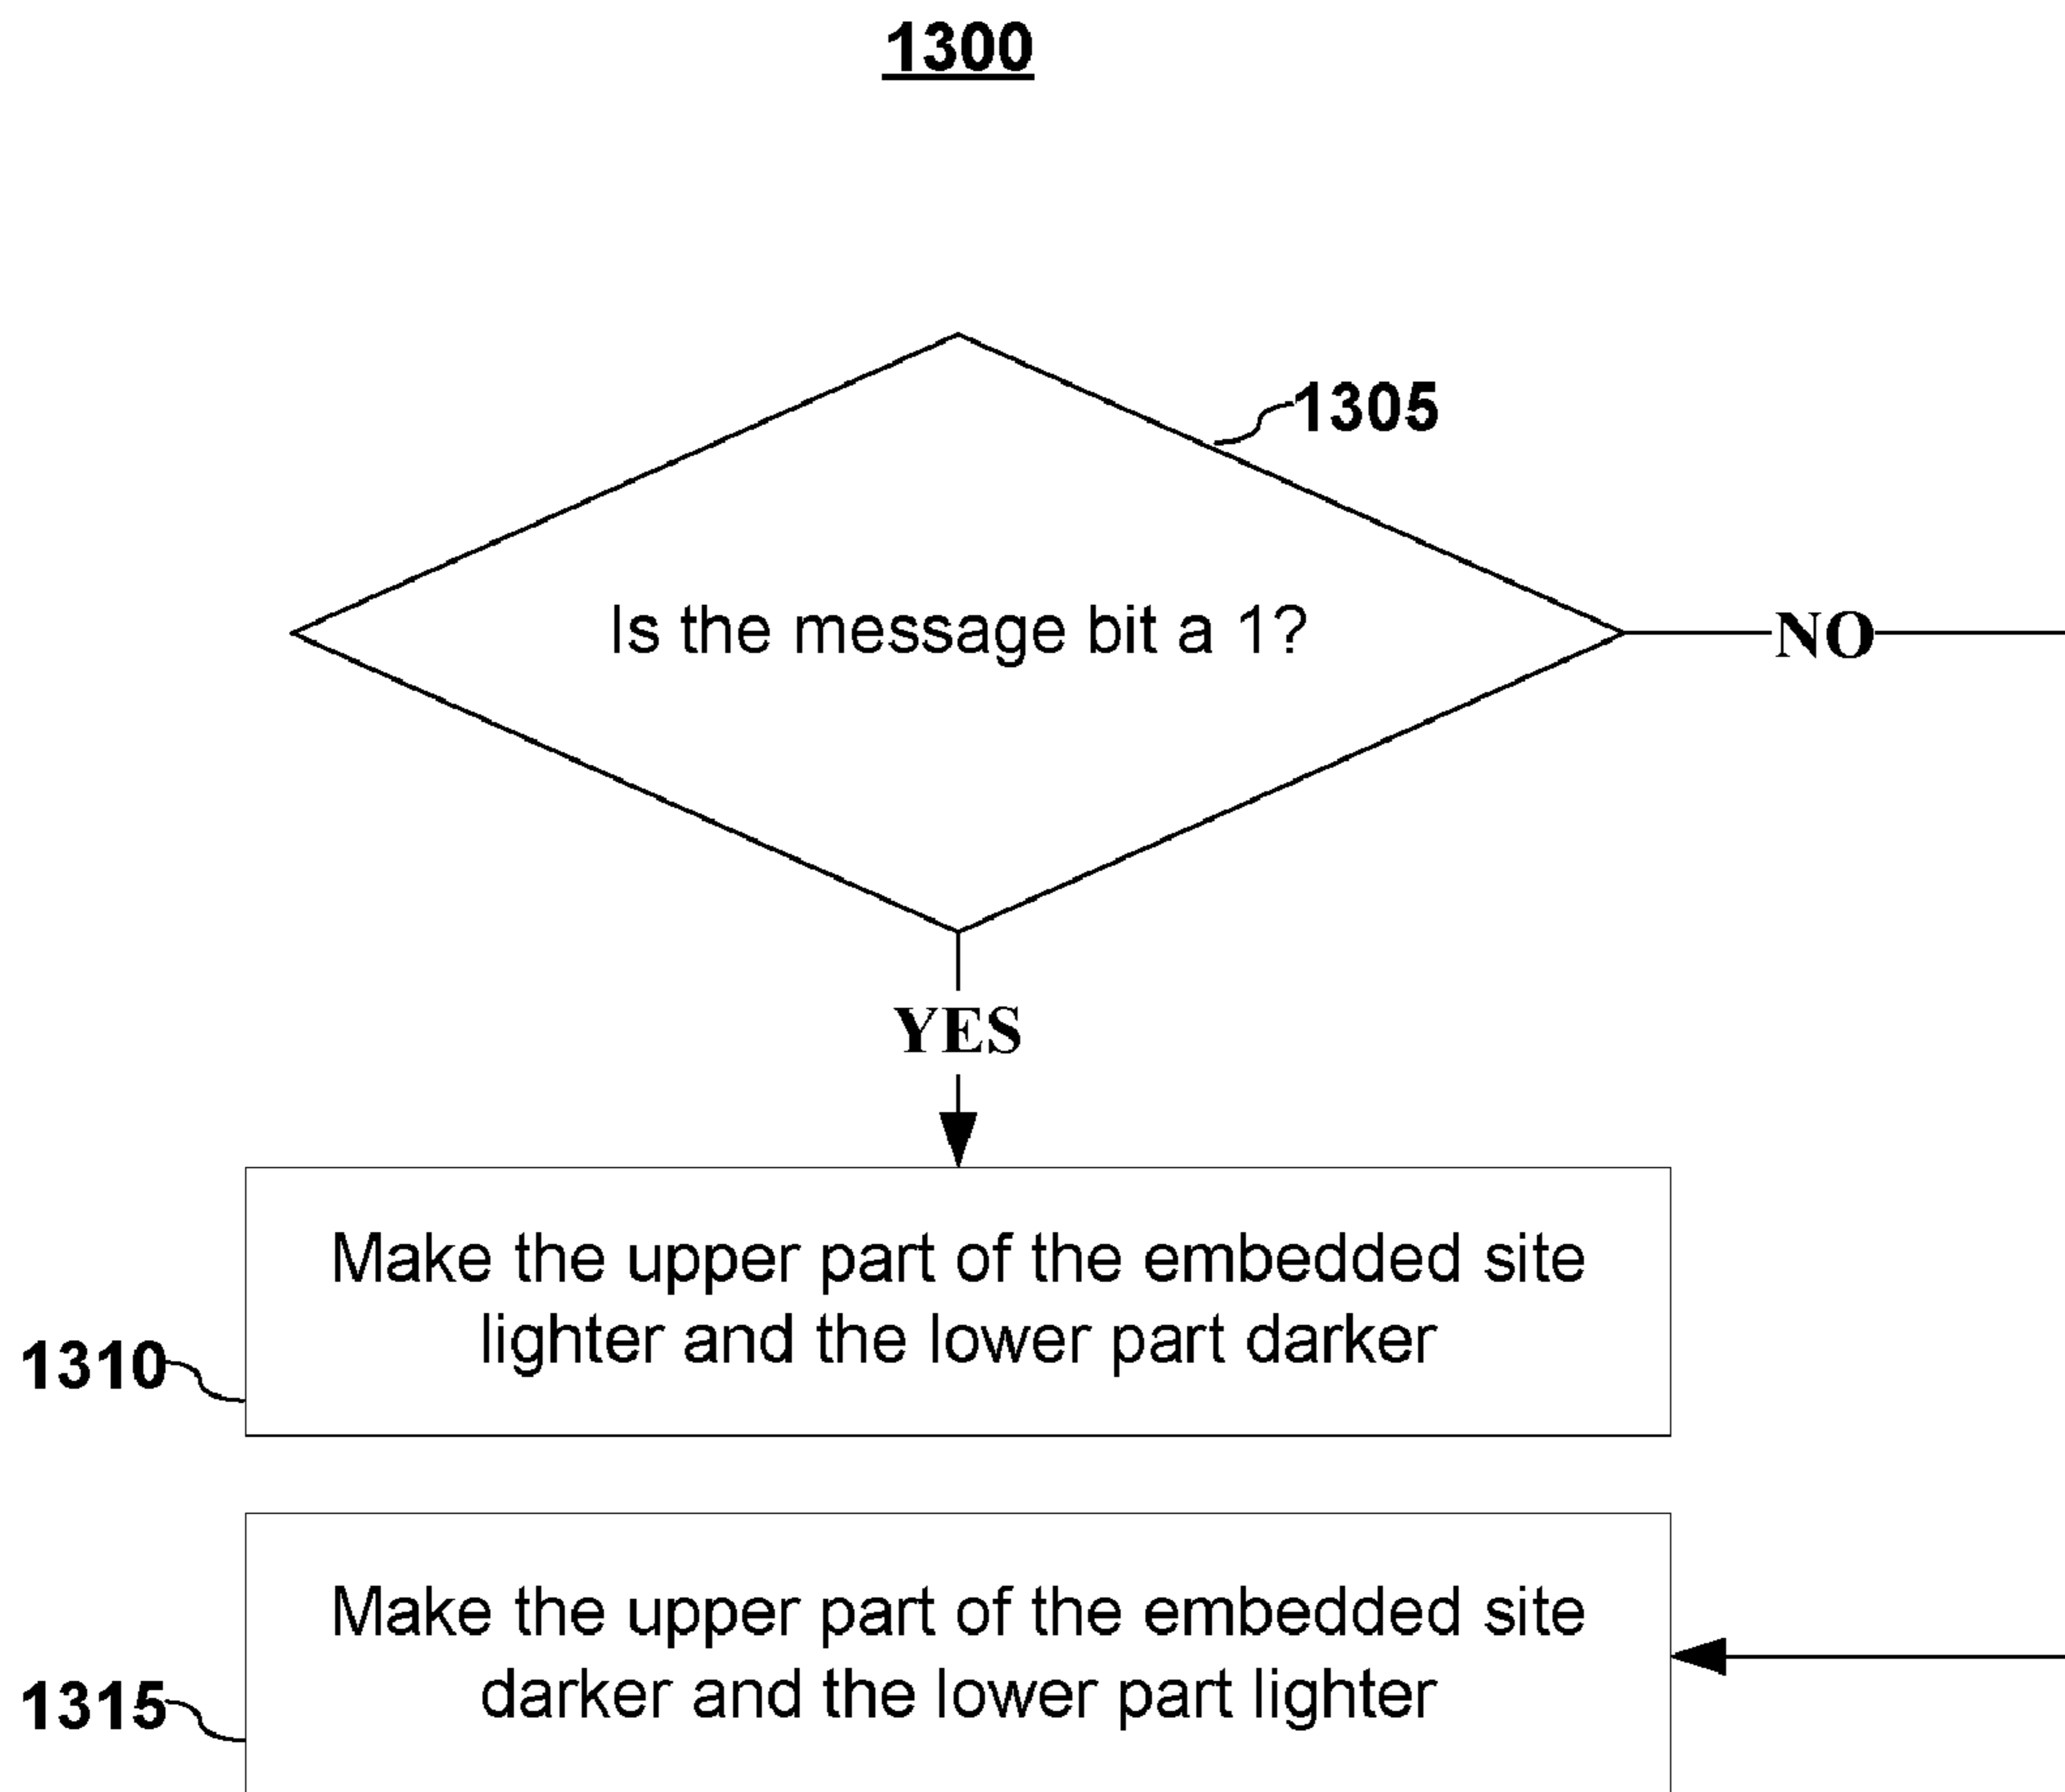 1300
1305
Is the message bit a 1?
NO
YES
Make the upper part of the embedded site
lighter and the lower part darker
1310
Make the upper part of the embedded site
darker and the lower part lighter
1315